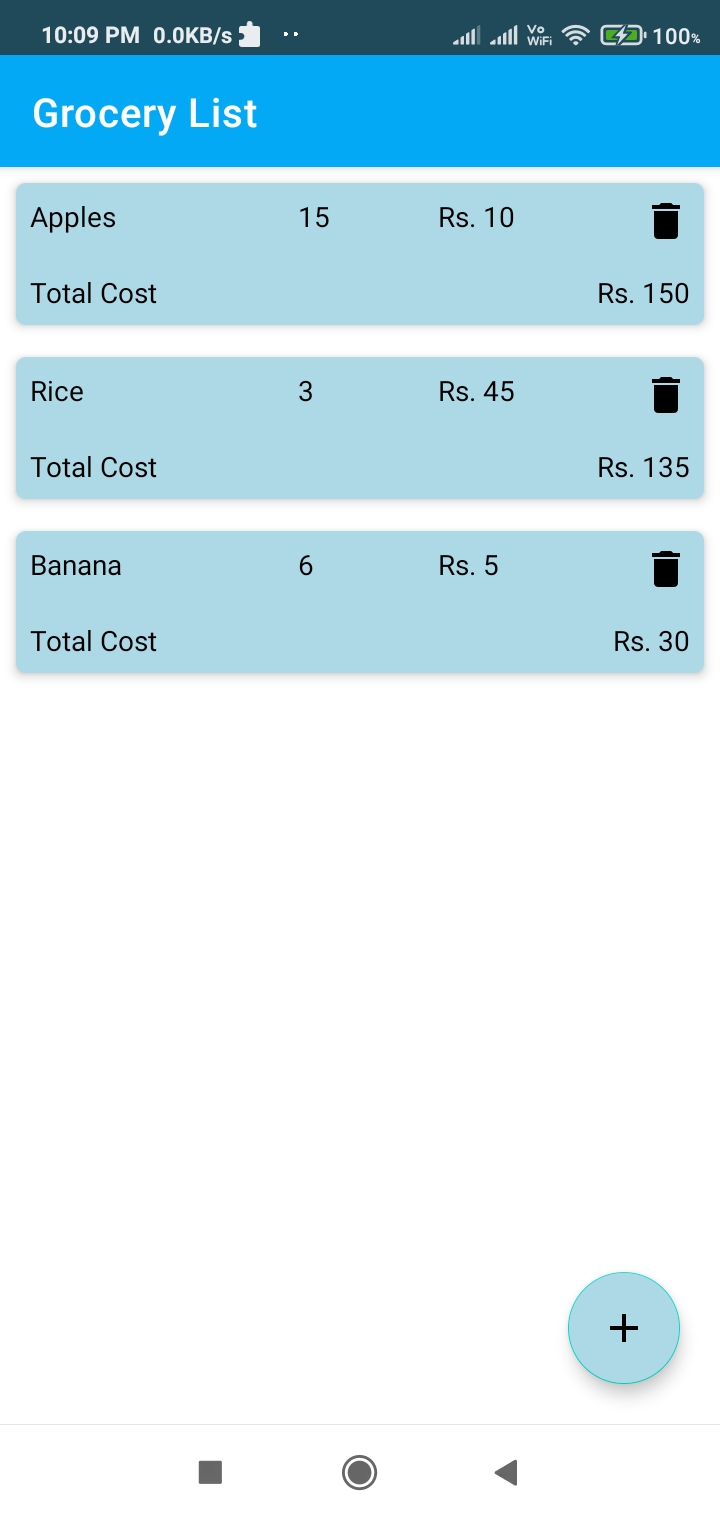 10:09 PM 0.0KB/s Vo WiFi 100%
Grocery List
Apples 15 Rs. 10
Total Cost Rs. 150
Rice 3 Rs. 45
Total Cost Rs. 135
Banana 6 Rs. 5
Total Cost Rs. 30
+